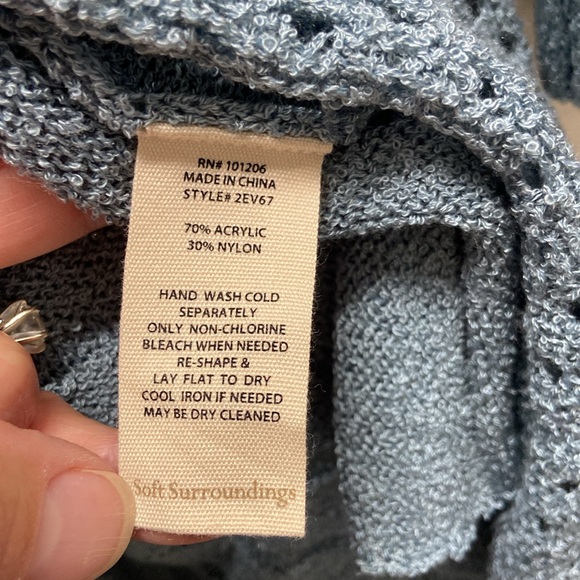 RN# 101206
MADE IN CHINA
STYLE# 2EV67
70% ACRYLIC
30% NYLON
HAND WASH COLD
SEPARATELY
ONLY NON-CHLORINE
BLEACH WHEN NEEDED
RE-SHAPE &
LAY FLAT TO DRY
COOL IRON IF NEEDED
MAY BE DRY CLEANED
Soft Surroundings